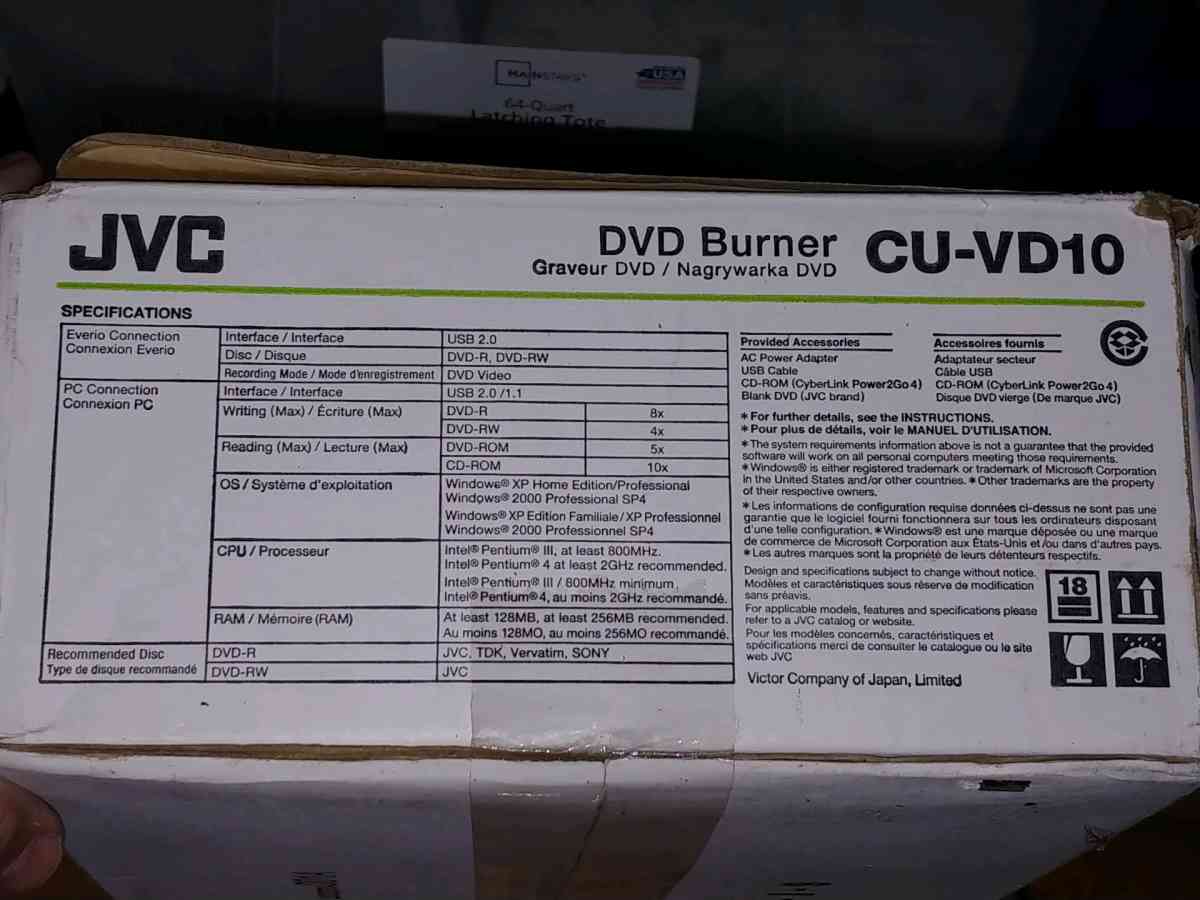 MAINSTAYS
USA
64-Quart
Latching Tote
JVC
DVD Burner CU-VD10
Graveur DVD / Nagrywarka DVD
SPECIFICATIONS
Everio Connection
Connexion Everio
Interface / Interface
USB 2.0
Disc / Disque
DVD-R, DVD-RW
Recording Mode / Mode d'enregistrement
DVD Video
PC Connection
Connexion PC
Interface / Interface
USB 2.0 /1.1
Writing (Max) / Écriture (Max)
DVD-R 8x
DVD-RW 4x
Reading (Max) / Lecture (Max)
DVD-ROM 5x
CD-ROM 10x
OS / Système d'exploitation
Windows® XP Home Edition/Professional
Windows® 2000 Professional SP4
Windows® XP Edition Familiale/XP Professionnel
Windows® 2000 Professionnel SP4
CPU / Processeur
Intel® Pentium® III, at least 800MHz.
Intel® Pentium® 4 at least 2GHz recommended.
Intel® Pentium® III / 800MHz minimum,
Intel® Pentium® 4, au moins 2GHz recommandé.
RAM / Mémoire (RAM)
At least 128MB, at least 256MB recommended.
Au moins 128MO, au moins 256MO recommandé.
Recommended Disc
Type de disque recommandé
DVD-R
JVC, TDK, Vervatim, SONY
DVD-RW
JVC
Provided Accessories
AC Power Adapter
USB Cable
CD-ROM (CyberLink Power2Go 4)
Blank DVD (JVC brand)
Accessoires fournis
Adaptateur secteur
Câble USB
CD-ROM (CyberLink Power2Go 4)
Disque DVD vierge (De marque JVC)
* For further details, see the INSTRUCTIONS.
* Pour plus de détails, voir le MANUEL D'UTILISATION.
* The system requirements information above is not a guarantee that the provided
software will work on all personal computers meeting those requirements.
* Windows® is either registered trademark or trademark of Microsoft Corporation
in the United States and/or other countries. * Other trademarks are the property
of their respective owners.
* Les informations de configuration requise données ci-dessus ne sont pas une
garantie que le logiciel fourni fonctionnera sur tous les ordinateurs disposant
d'une telle configuration. * Windows® est une marque déposée ou une marque
de commerce de Microsoft Corporation aux États-Unis et/ou dans d'autres pays.
* Les autres marques sont la propriété de leurs détenteurs respectifs.
Design and specifications subject to change without notice.
Modèles et caractéristiques sous réserve de modification
sans préavis.
For applicable models, features and specifications please
refer to a JVC catalog or website.
Pour les modèles concernés, caractéristiques et
spécifications merci de consulter le catalogue ou le site
web JVC
Victor Company of Japan, Limited
18